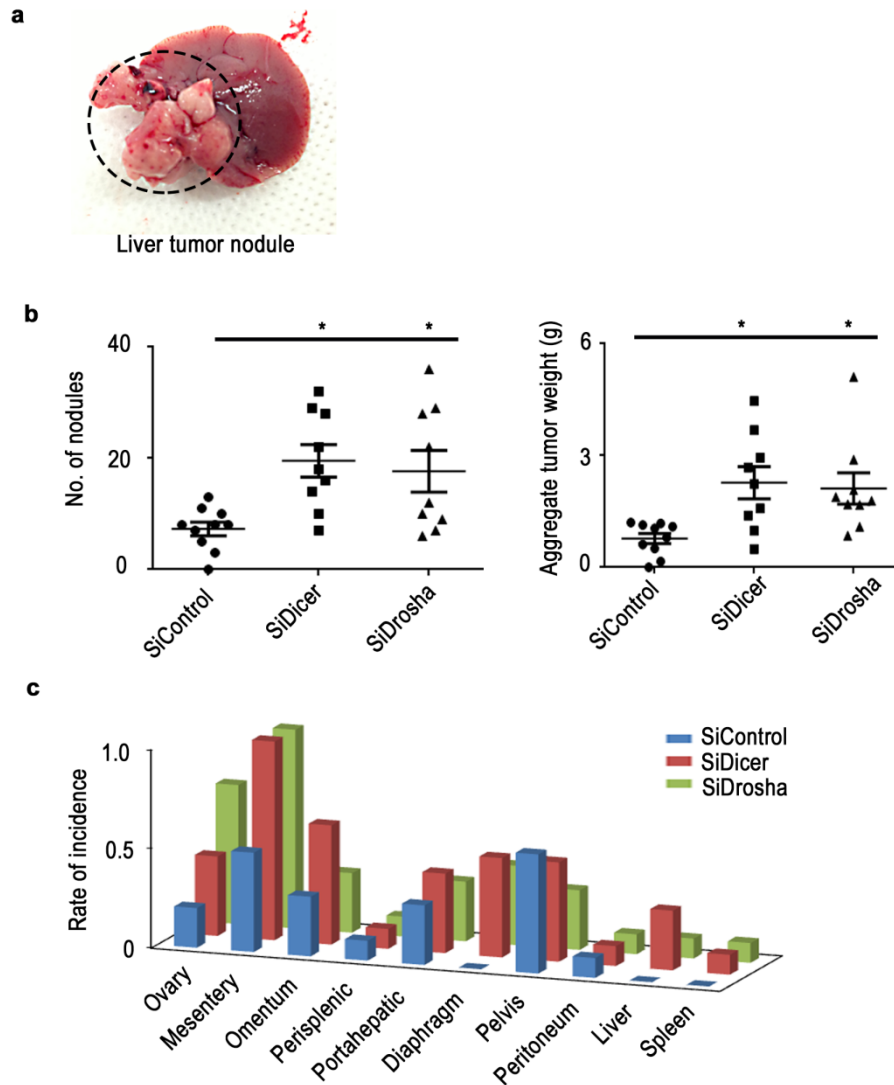 a
Liver tumor nodule
b
No. of nodules
40
20
0
*
*
SiControl
SiDicer
SiDrosha
Aggregate tumor weight (g)
6
3
0
*
*
SiControl
SiDicer
SiDrosha
c
Rate of incidence
1.0
0.5
0
SiControl
SiDicer
SiDrosha
Ovary
Mesentery
Omentum
Perisplenic
Portahepatic
Diaphragm
Pelvis
Peritoneum
Liver
Spleen